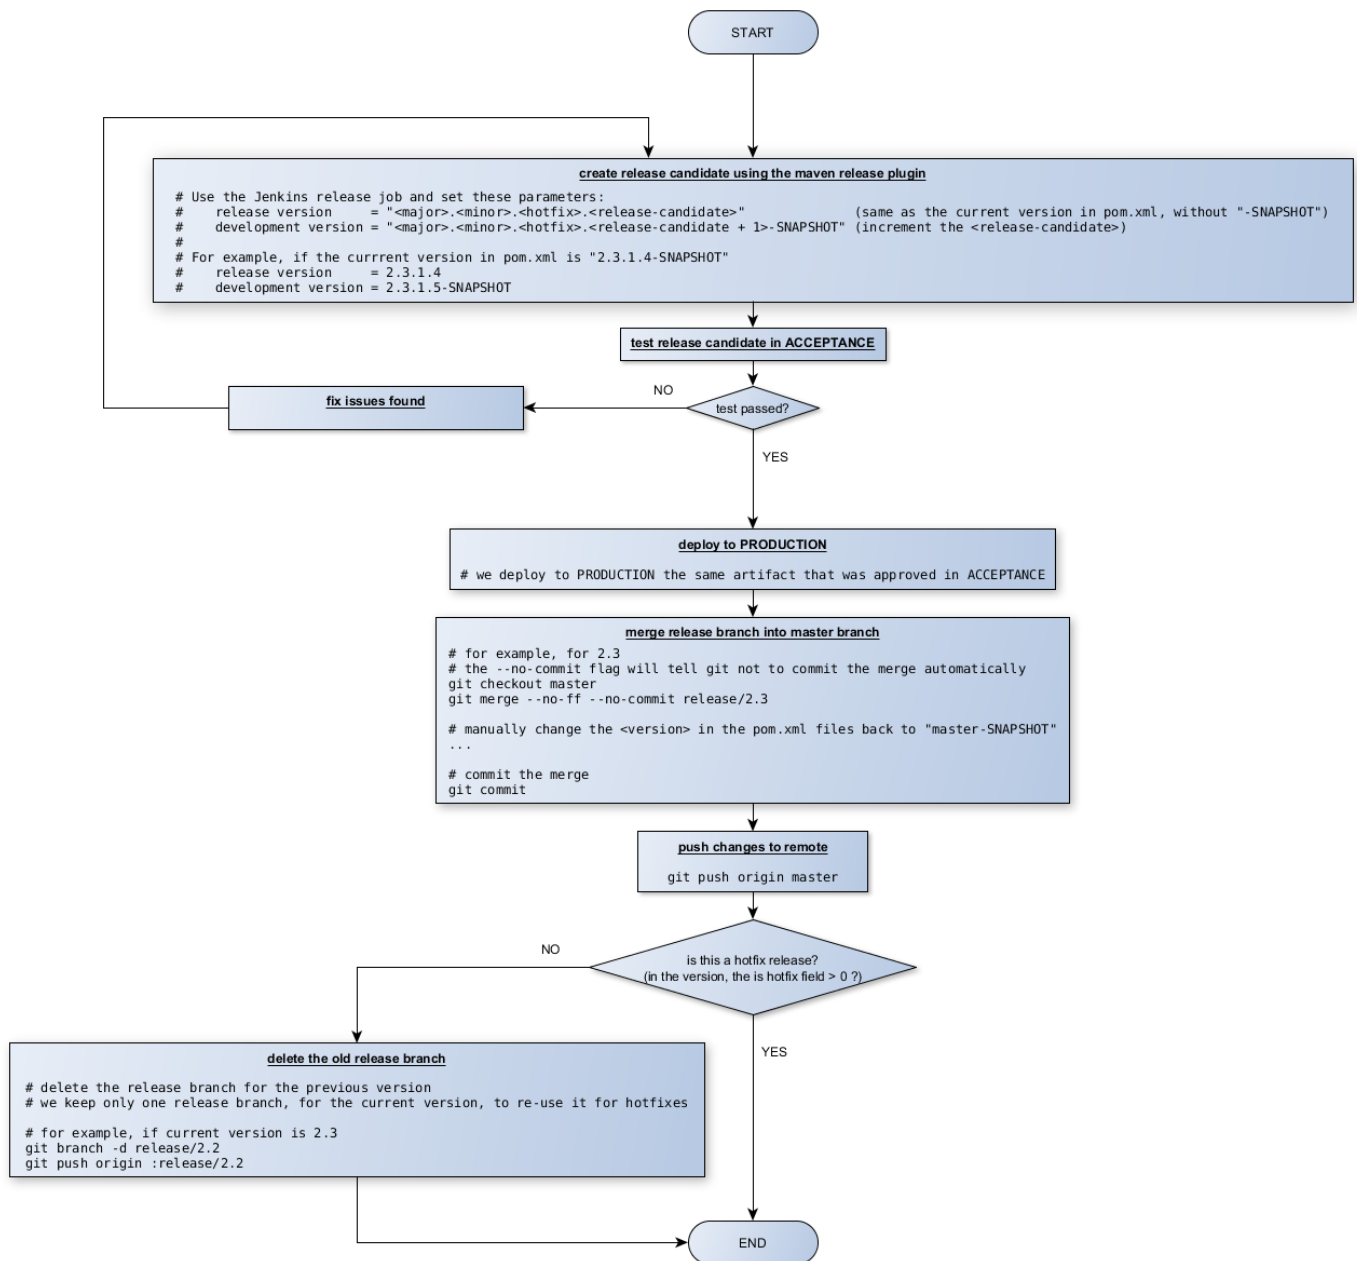 START
create release candidate using the maven release plugin
# Use the Jenkins release job and set these parameters:
#    release version     = "<major>.<minor>.<hotfix>.<release-candidate>"              (same as the current version in pom.xml, without "-SNAPSHOT")
#    development version = "<major>.<minor>.<hotfix>.<release-candidate + 1>-SNAPSHOT" (increment the <release-candidate>)
#
# For example, if the currrent version in pom.xml is "2.3.1.4-SNAPSHOT"
#    release version     = 2.3.1.4
#    development version = 2.3.1.5-SNAPSHOT
test release candidate in ACCEPTANCE
NO
fix issues found
test passed?
YES
deploy to PRODUCTION
# we deploy to PRODUCTION the same artifact that was approved in ACCEPTANCE
merge release branch into master branch
# for example, for 2.3
# the --no-commit flag will tell git not to commit the merge automatically
git checkout master
git merge --no-ff --no-commit release/2.3
# manually change the <version> in the pom.xml files back to "master-SNAPSHOT"
...
# commit the merge
git commit
push changes to remote
git push origin master
NO
is this a hotfix release?
(in the version, the is hotfix field > 0 ?)
YES
delete the old release branch
# delete the release branch for the previous version
# we keep only one release branch, for the current version, to re-use it for hotfixes
# for example, if current version is 2.3
git branch -d release/2.2
git push origin :release/2.2
END